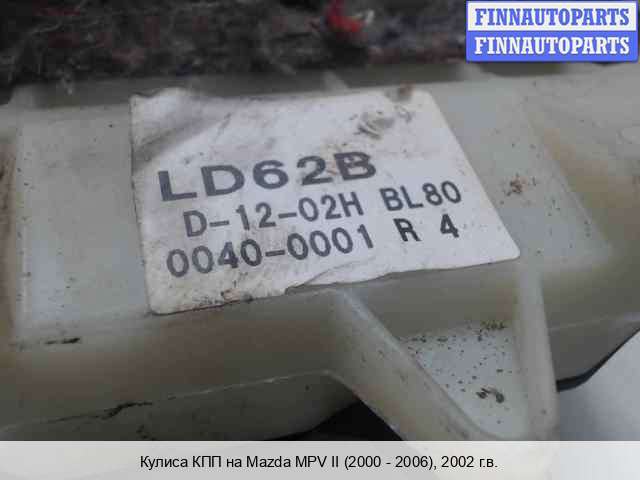 FINNAUTOPARTS
FINNAUTOPARTS
LD62B
D-12-02H BL80
0040-0001 R 4
Кулиса КПП на Mazda MPV II (2000 - 2006), 2002 г.в.